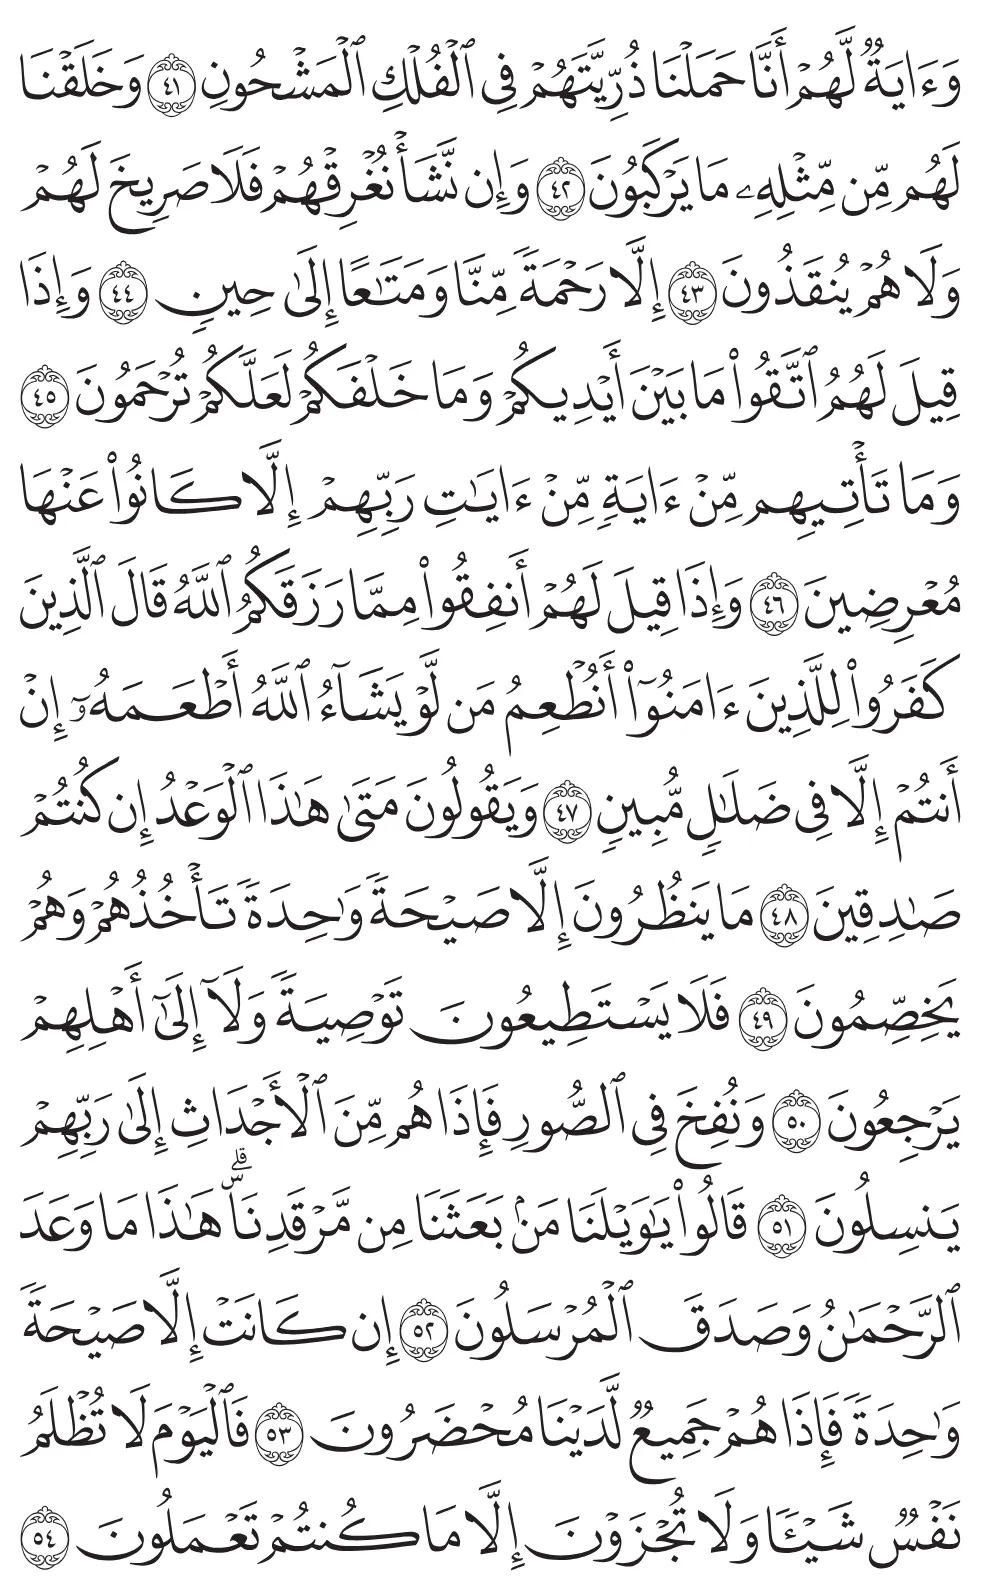 وَءَايَةٌ لَّهُمْ أَنَّا حَمَلْنَا ذُرِّيَّتَهُمْ فِي ٱلْفُلْكِ ٱلْمَشْحُونِ ٤١ وَخَلَقْنَا
لَهُم مِّن مِّثْلِهِۦ مَا يَرْكَبُونَ ٤٢ وَإِن نَّشَأْ نُغْرِقْهُمْ فَلَا صَرِيخَ لَهُمْ
وَلَا هُمْ يُنقَذُونَ ٤٣ إِلَّا رَحْمَةً مِّنَّا وَمَتَٰعًا إِلَىٰ حِينٍ ٤٤ وَإِذَا
قِيلَ لَهُمُ ٱتَّقُوا۟ مَا بَيْنَ أَيْدِيكُمْ وَمَا خَلْفَكُمْ لَعَلَّكُمْ تُرْحَمُونَ ٤٥
وَمَا تَأْتِيهِم مِّنْ ءَايَةٍ مِّنْ ءَايَٰتِ رَبِّهِمْ إِلَّا كَانُوا۟ عَنْهَا
مُعْرِضِينَ ٤٦ وَإِذَا قِيلَ لَهُمْ أَنفِقُوا۟ مِمَّا رَزَقَكُمُ ٱللَّهُ قَالَ ٱلَّذِينَ
كَفَرُوا۟ لِلَّذِينَ ءَامَنُوٓا۟ أَنُطْعِمُ مَن لَّوْ يَشَآءُ ٱللَّهُ أَطْعَمَهُۥٓ إِنْ
أَنتُمْ إِلَّا فِي ضَلَٰلٍ مُّبِينٍ ٤٧ وَيَقُولُونَ مَتَىٰ هَٰذَا ٱلْوَعْدُ إِن كُنتُمْ
صَٰدِقِينَ ٤٨ مَا يَنظُرُونَ إِلَّا صَيْحَةً وَٰحِدَةً تَأْخُذُهُمْ وَهُمْ
يَخِصِّمُونَ ٤٩ فَلَا يَسْتَطِيعُونَ تَوْصِيَةً وَلَآ إِلَىٰٓ أَهْلِهِمْ
يَرْجِعُونَ ٥٠ وَنُفِخَ فِي ٱلصُّورِ فَإِذَا هُم مِّنَ ٱلْأَجْدَاثِ إِلَىٰ رَبِّهِمْ
يَنسِلُونَ ٥١ قَالُوا۟ يَٰوَيْلَنَا مَنۢ بَعَثَنَا مِن مَّرْقَدِنَاۜۗ هَٰذَا مَا وَعَدَ
ٱلرَّحْمَٰنُ وَصَدَقَ ٱلْمُرْسَلُونَ ٥٢ إِن كَانَتْ إِلَّا صَيْحَةً
وَٰحِدَةً فَإِذَا هُمْ جَمِيعٌ لَّدَيْنَا مُحْضَرُونَ ٥٣ فَٱلْيَوْمَ لَا تُظْلَمُ
نَفْسٌ شَيْـًٔا وَلَا تُجْزَوْنَ إِلَّا مَا كُنتُمْ تَعْمَلُونَ ٥٤